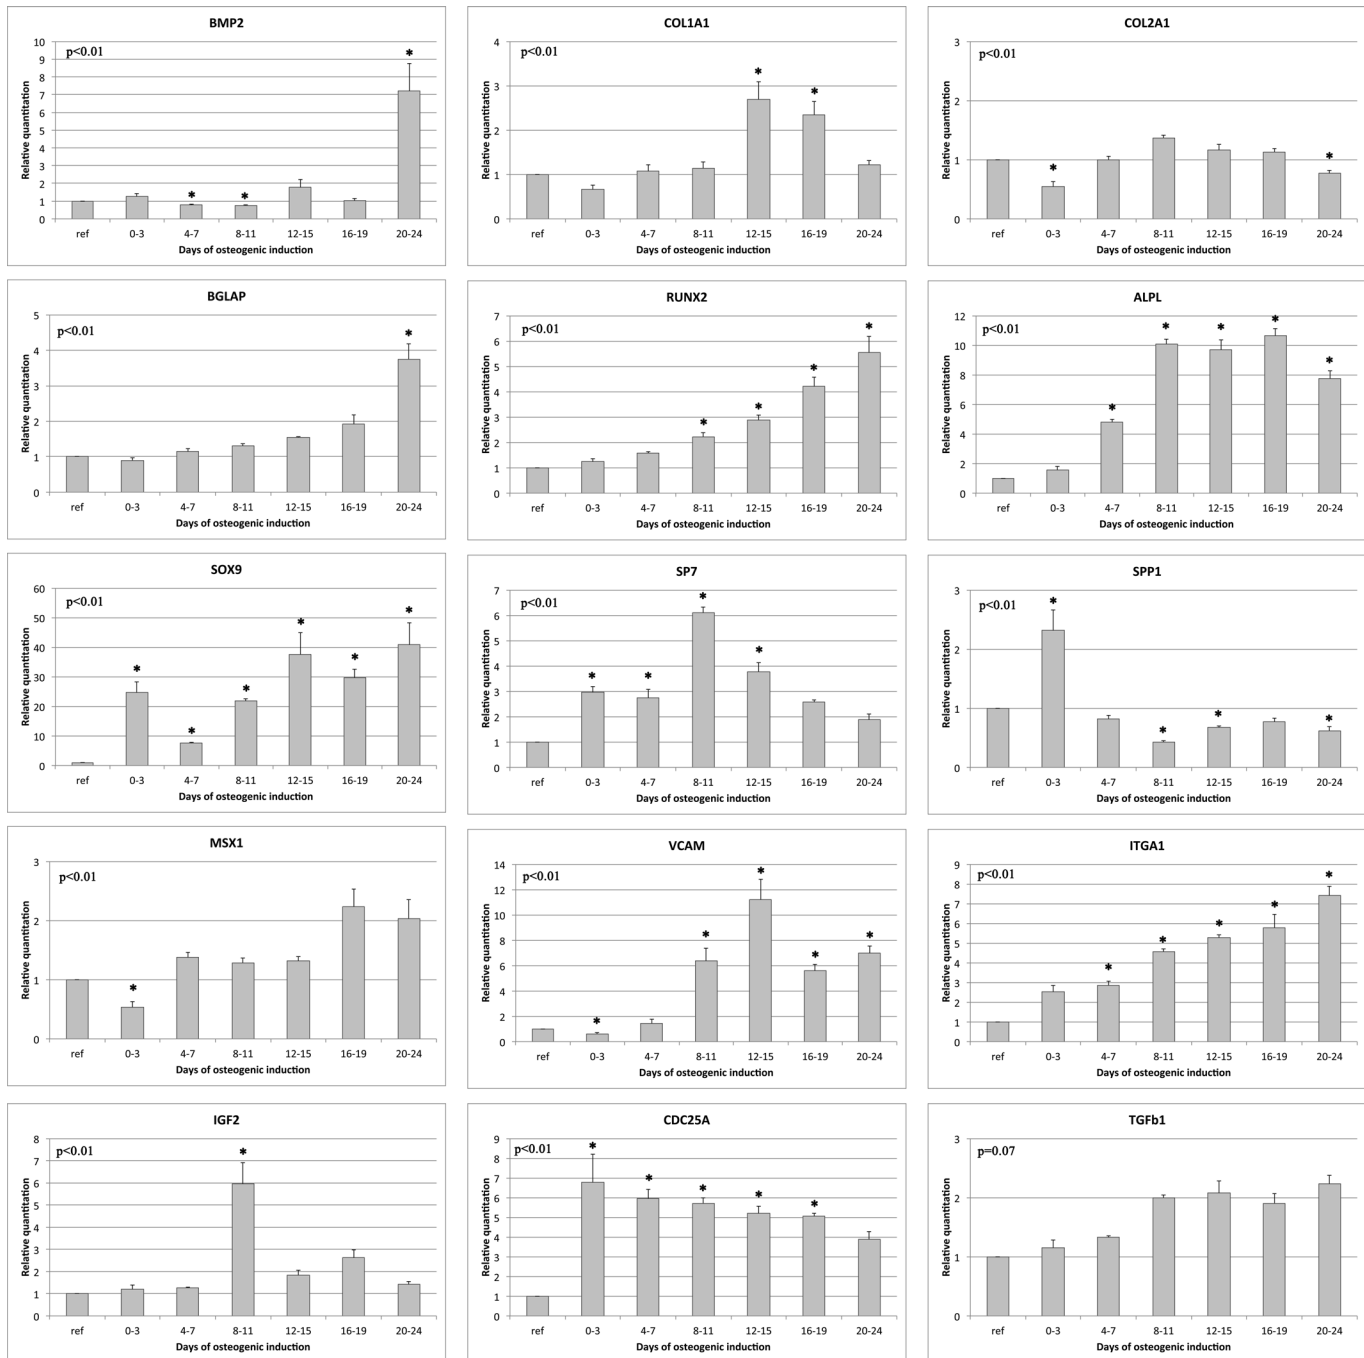 BMP2
p<0.01
Relative quantitation
10
9
8
7
6
5
4
3
2
1
0
*
*
*
ref 0-3 4-7 8-11 12-15 16-19 20-24
Days of osteogenic induction
COL1A1
p<0.01
Relative quantitation
4
3
2
1
0
*
*
ref 0-3 4-7 8-11 12-15 16-19 20-24
Days of osteogenic induction
COL2A1
p<0.01
Relative quantitation
3
2
1
0
*
*
ref 0-3 4-7 8-11 12-15 16-19 20-24
Days of osteogenic induction
BGLAP
p<0.01
Relative quantitation
5
4
3
2
1
0
*
ref 0-3 4-7 8-11 12-15 16-19 20-24
Days of osteogenic induction
RUNX2
p<0.01
Relative quantitation
7
6
5
4
3
2
1
0
*
*
*
*
ref 0-3 4-7 8-11 12-15 16-19 20-24
Days of osteogenic induction
ALPL
p<0.01
Relative quantitation
12
10
8
6
4
2
0
*
*
*
*
*
ref 0-3 4-7 8-11 12-15 16-19 20-24
Days of osteogenic induction
SOX9
p<0.01
Relative quantitation
60
50
40
30
20
10
0
*
*
*
*
*
*
ref 0-3 4-7 8-11 12-15 16-19 20-24
Days of osteogenic induction
SP7
p<0.01
Relative quantitation
7
6
5
4
3
2
1
0
*
*
*
*
ref 0-3 4-7 8-11 12-15 16-19 20-24
Days of osteogenic induction
SPP1
p<0.01
Relative quantitation
3
2
1
0
*
*
*
*
ref 0-3 4-7 8-11 12-15 16-19 20-24
Days of osteogenic induction
MSX1
p<0.01
Relative quantitation
3
2
1
0
*
ref 0-3 4-7 8-11 12-15 16-19 20-24
Days of osteogenic induction
VCAM
p<0.01
Relative quantitation
14
12
10
8
6
4
2
0
*
*
*
*
*
ref 0-3 4-7 8-11 12-15 16-19 20-24
Days of osteogenic induction
ITGA1
p<0.01
Relative quantitation
9
8
7
6
5
4
3
2
1
0
*
*
*
*
*
ref 0-3 4-7 8-11 12-15 16-19 20-24
Days of osteogenic induction
IGF2
p<0.01
Relative quantitation
8
7
6
5
4
3
2
1
0
*
ref 0-3 4-7 8-11 12-15 16-19 20-24
Days of osteogenic induction
CDC25A
p<0.01
Relative quantitation
9
8
7
6
5
4
3
2
1
0
*
*
*
*
*
ref 0-3 4-7 8-11 12-15 16-19 20-24
Days of osteogenic induction
TGFb1
p=0.07
Relative quantitation
3
2
1
0
ref 0-3 4-7 8-11 12-15 16-19 20-24
Days of osteogenic induction